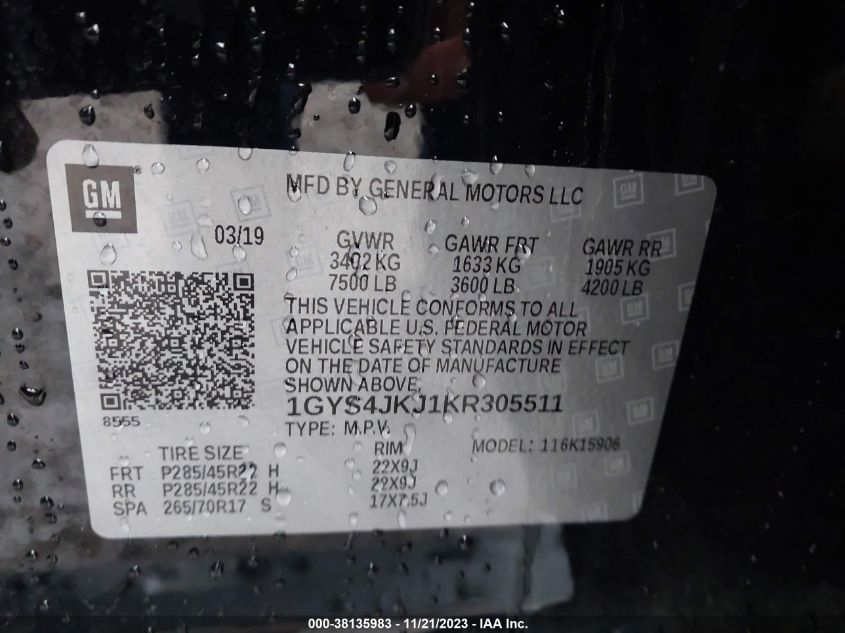 GM
MFD BY GENERAL MOTORS LLC
03/19
GVWR GAWR FRT GAWR RR
3402 KG 1633 KG 1905 KG
7500 LB 3600 LB 4200 LB
THIS VEHICLE CONFORMS TO ALL
APPLICABLE U.S. FEDERAL MOTOR
VEHICLE SAFETY STANDARDS IN EFFECT
ON THE DATE OF MANUFACTURE
SHOWN ABOVE.
1GYS4JKJ1KR305511
8555
TYPE: M.P.V. MODEL: 116K15906
TIRE SIZE RIM
FRT P285/45R22 H 22X9J
RR P285/45R22 H 22X9J
SPA 265/70R17 S 17X7.5J
000-38135983 - 11/21/2023 - IAA Inc.